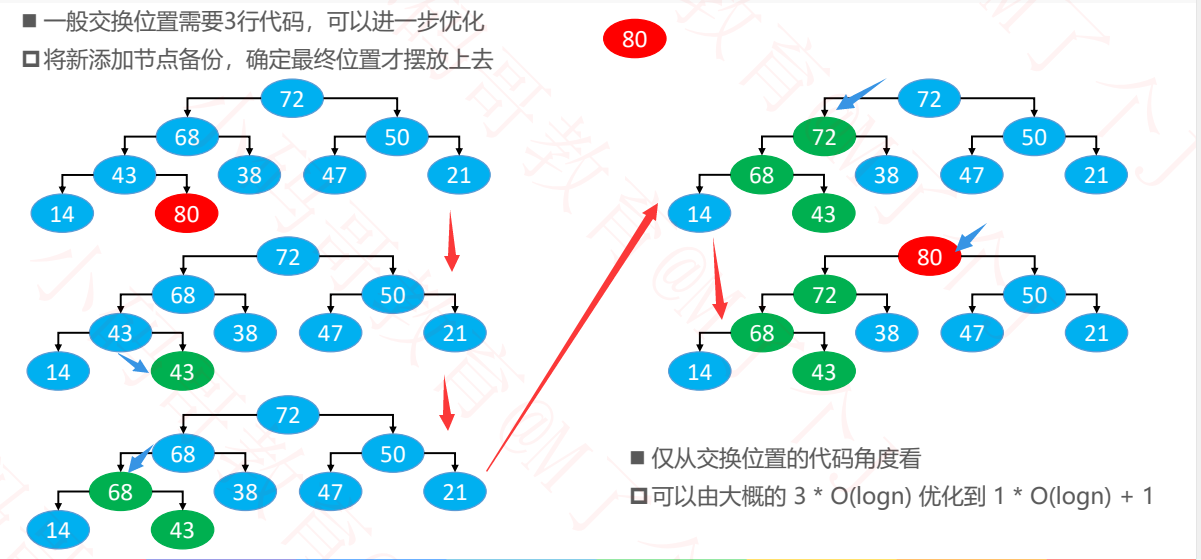 ■ 一般交换位置需要3行代码，可以进一步优化
❑ 将新添加节点备份，确定最终位置才摆放上去
80
72
68 50
43 38 47 21
14 80
72
68 50
43 38 47 21
14 43
72
68 50
68 38 47 21
14 43
72
72 50
68 38 47 21
14 43
80
72 50
68 38 47 21
14 43
■ 仅从交换位置的代码角度看
❑ 可以由大概的 3 * O(logn) 优化到 1 * O(logn) + 1